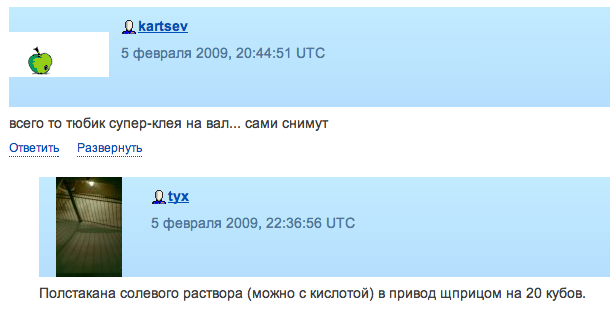 kartsev
5 февраля 2009, 20:44:51 UTC
всего то тюбик супер-клея на вал... сами снимут
Ответить Развернуть
tyx
5 февраля 2009, 22:36:56 UTC
Полстакана солевого раствора (можно с кислотой) в привод щприцом на 20 кубов.